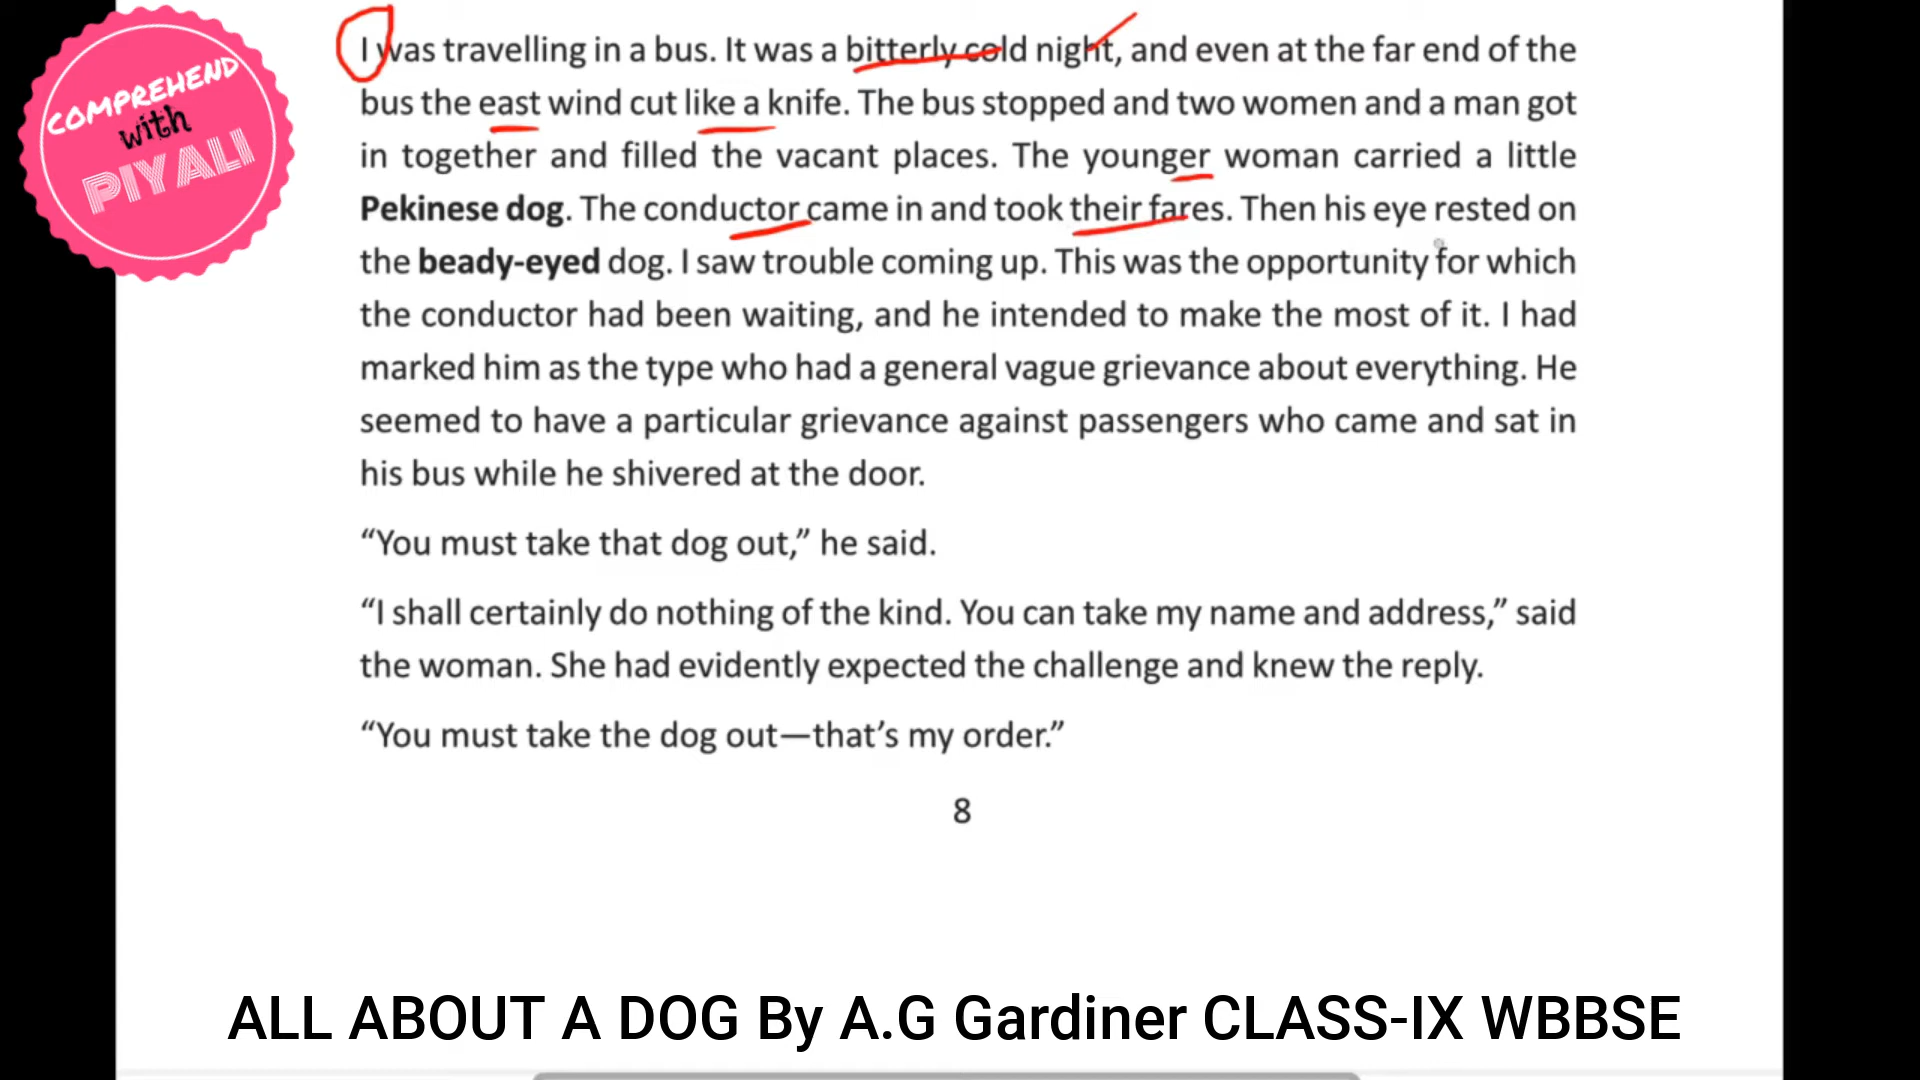 COMPREHEND
with
PIYALI
I was travelling in a bus. It was a bitterly cold night, and even at the far end of the
bus the east wind cut like a knife. The bus stopped and two women and a man got
in together and filled the vacant places. The younger woman carried a little
Pekinese dog. The conductor came in and took their fares. Then his eye rested on
the beady-eyed dog. I saw trouble coming up. This was the opportunity for which
the conductor had been waiting, and he intended to make the most of it. I had
marked him as the type who had a general vague grievance about everything. He
seemed to have a particular grievance against passengers who came and sat in
his bus while he shivered at the door.
“You must take that dog out,” he said.
“I shall certainly do nothing of the kind. You can take my name and address,” said
the woman. She had evidently expected the challenge and knew the reply.
“You must take the dog out—that’s my order.”
8
ALL ABOUT A DOG By A.G Gardiner CLASS-IX WBBSE